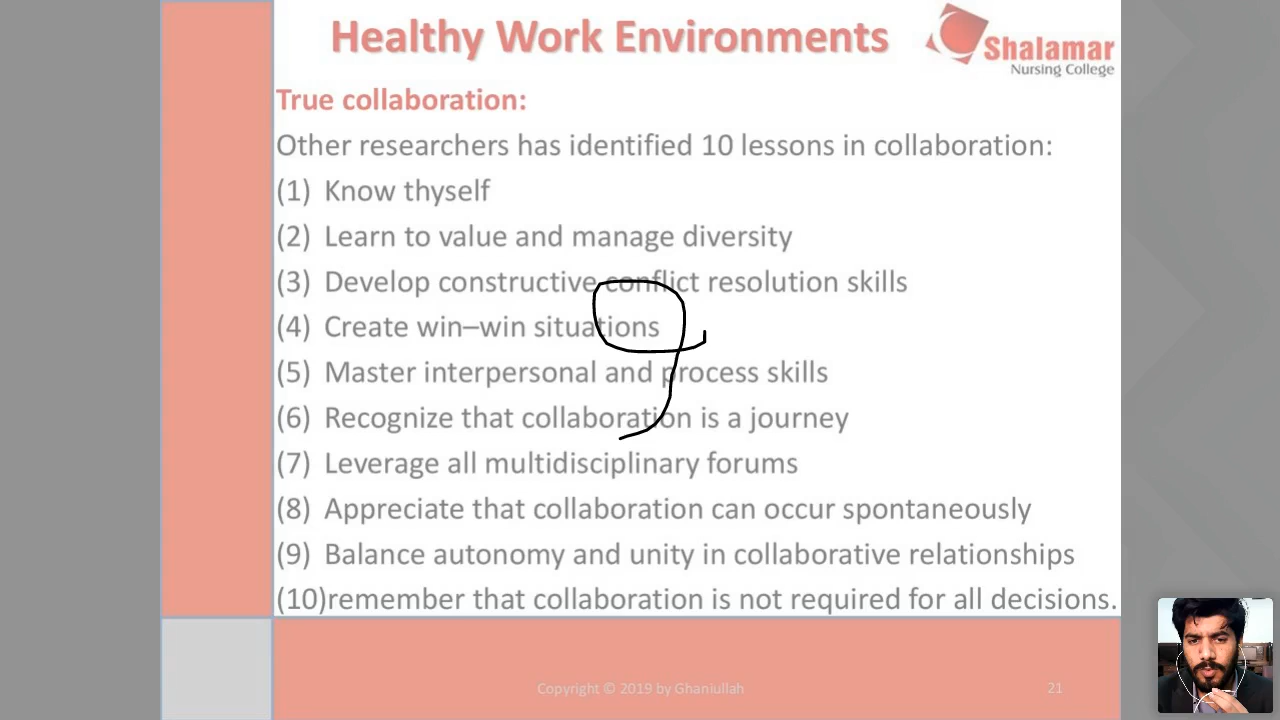 Healthy Work Environments
Shalamar
Nursing College
True collaboration:
Other researchers has identified 10 lessons in collaboration:
(1) Know thyself
(2) Learn to value and manage diversity
(3) Develop constructive conflict resolution skills
(4) Create win–win situations
(5) Master interpersonal and process skills
(6) Recognize that collaboration is a journey
(7) Leverage all multidisciplinary forums
(8) Appreciate that collaboration can occur spontaneously
(9) Balance autonomy and unity in collaborative relationships
(10)remember that collaboration is not required for all decisions.
Copyright © 2019 by Ghaniullah
21